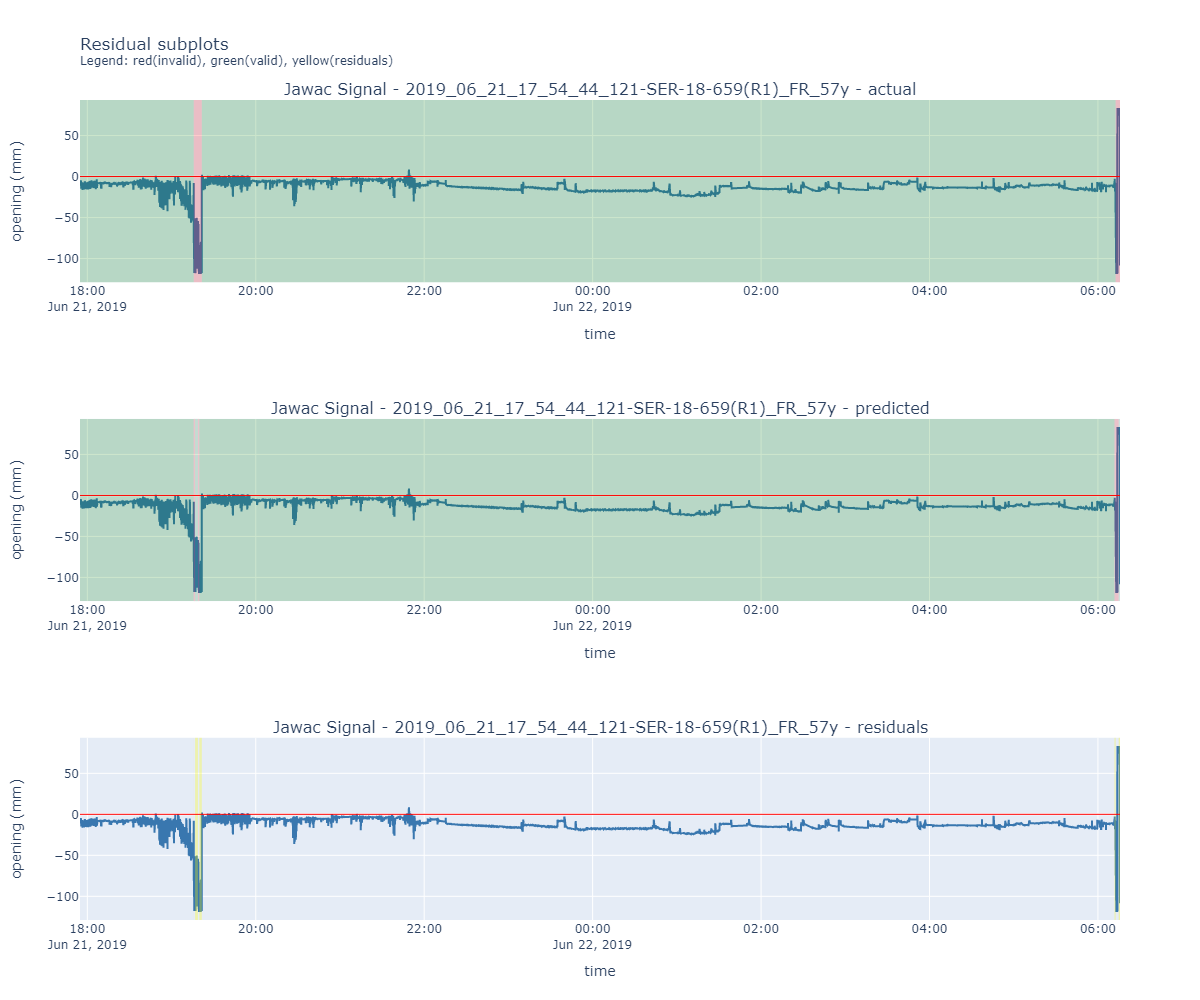 Residual subplots
Legend: red(invalid), green(valid), yellow(residuals)
Jawac Signal - 2019_06_21_17_54_44_121-SER-18-659(R1)_FR_57y - actual
opening (mm)
50
0
−50
−100
18:00 20:00 22:00 00:00 02:00 04:00 06:00
Jun 21, 2019 Jun 22, 2019
time
Jawac Signal - 2019_06_21_17_54_44_121-SER-18-659(R1)_FR_57y - predicted
opening (mm)
50
0
−50
−100
18:00 20:00 22:00 00:00 02:00 04:00 06:00
Jun 21, 2019 Jun 22, 2019
time
Jawac Signal - 2019_06_21_17_54_44_121-SER-18-659(R1)_FR_57y - residuals
opening (mm)
50
0
−50
−100
18:00 20:00 22:00 00:00 02:00 04:00 06:00
Jun 21, 2019 Jun 22, 2019
time